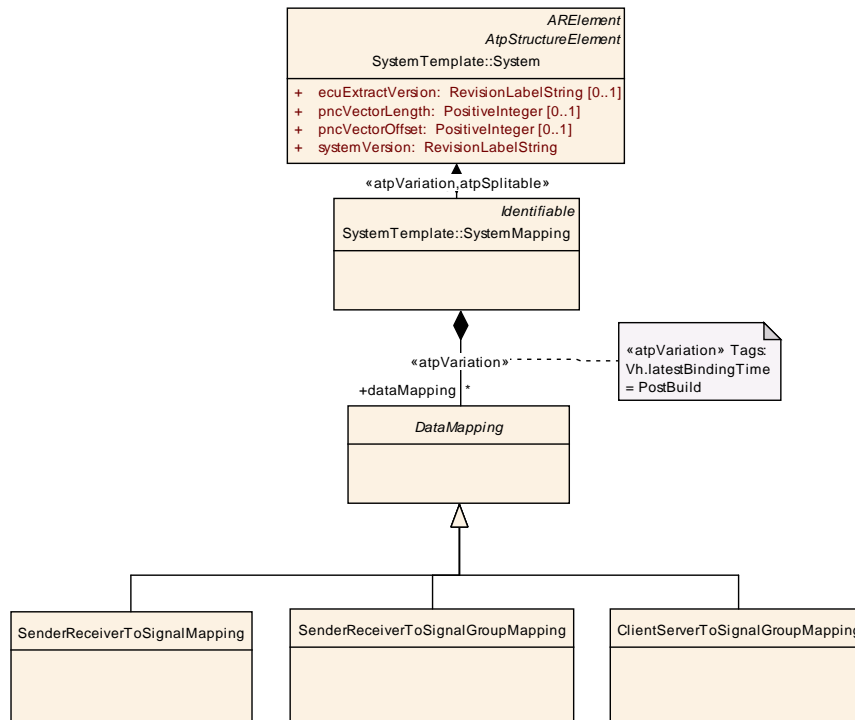 ARElement
AtpStructureElement
SystemTemplate::System
+ ecuExtractVersion: RevisionLabelString [0..1]
+ pncVectorLength: PositiveInteger [0..1]
+ pncVectorOffset: PositiveInteger [0..1]
+ systemVersion: RevisionLabelString
«atpVariation,atpSplitable»
Identifiable
SystemTemplate::SystemMapping
«atpVariation»
«atpVariation» Tags:
Vh.latestBindingTime
= PostBuild
+dataMapping *
DataMapping
SenderReceiverToSignalMapping
SenderReceiverToSignalGroupMapping
ClientServerToSignalGroupMapping